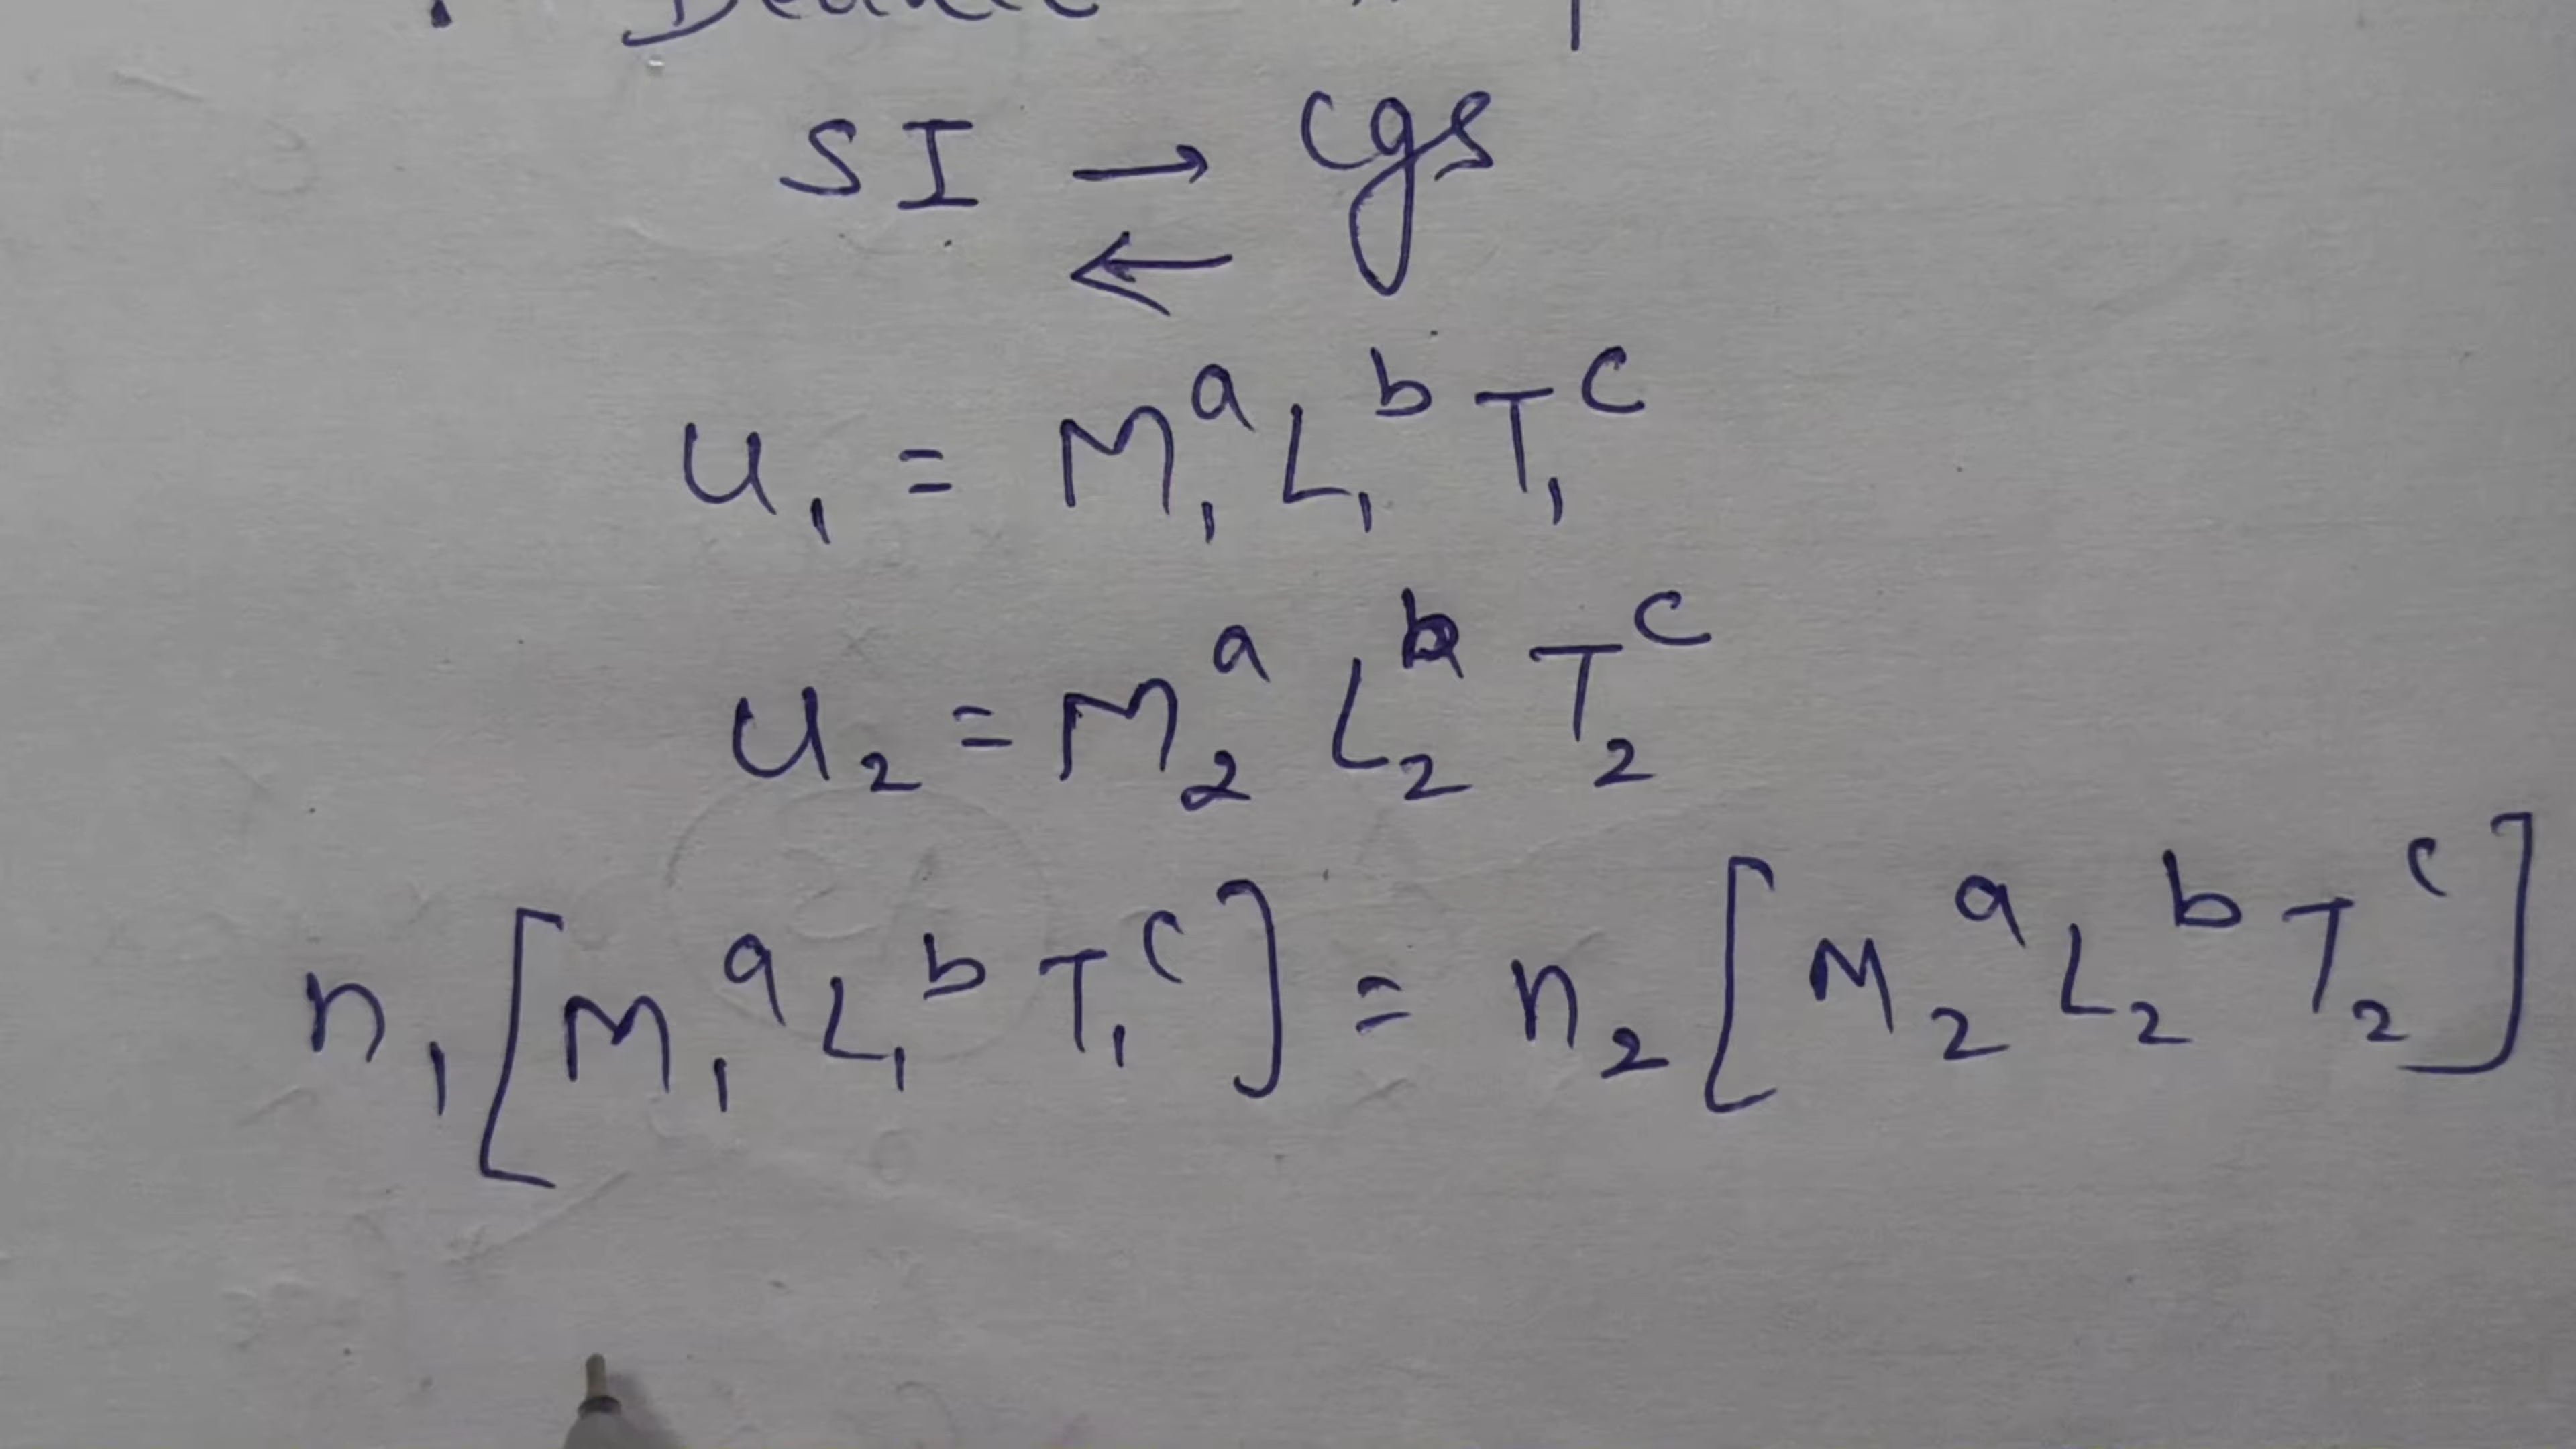 SI → cgs
←
u₁ = M₁ᵃ L₁ᵇ T₁ᶜ
u₂ = M₂ᵃ L₂ᵇ T₂ᶜ
n₁ [M₁ᵃ L₁ᵇ T₁ᶜ] = n₂ [M₂ᵃ L₂ᵇ T₂ᶜ]